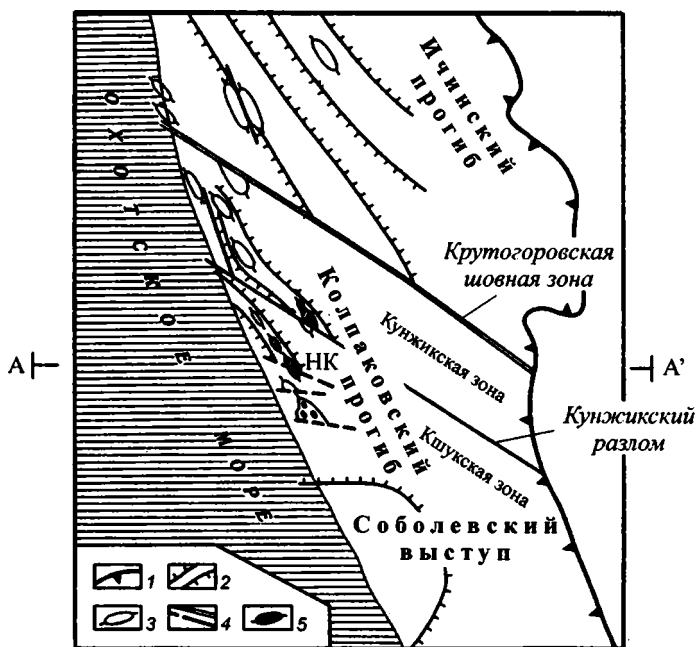 Ичинский
прогиб
ОХОТСКОЕ
МОРЕ
Крутогоровская
шовная зона
Колпаковский
прогиб
Кунжикская зона
А
НК
А'
Кунжикский
разлом
Кшукская зона
Соболевский
выступ
1
2
3
4
5